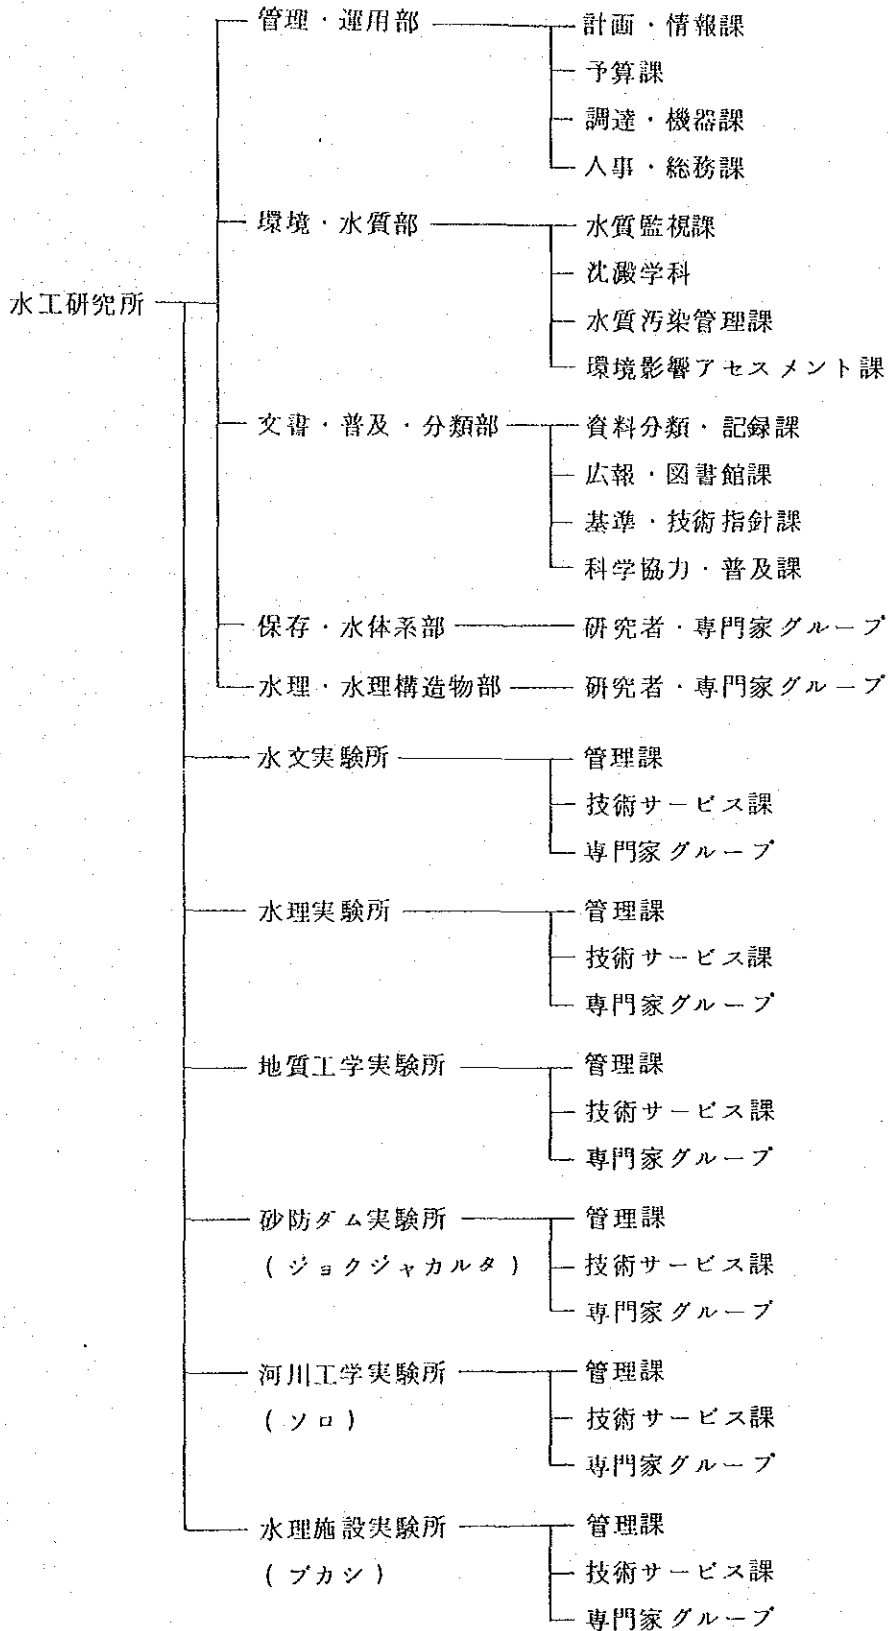 管理・運用部
計画・情報課
予算課
調達・機器課
人事・総務課
環境・水質部
水質監視課
沈澱学科
水工研究所
水質汚染管理課
環境影響アセスメント課
文書・普及・分類部
資料分類・記録課
広報・図書館課
基準・技術指針課
科学協力・普及課
保存・水体系部
研究者・専門家グループ
水理・水理構造物部
研究者・専門家グループ
水文実験所
管理課
技術サービス課
専門家グループ
水理実験所
管理課
技術サービス課
専門家グループ
地質工学実験所
管理課
技術サービス課
専門家グループ
砂防ダム実験所
管理課
(ジョクジャカルタ)
技術サービス課
専門家グループ
河川工学実験所
管理課
(ソロ)
技術サービス課
専門家グループ
水理施設実験所
管理課
(ブカシ)
技術サービス課
専門家グループ